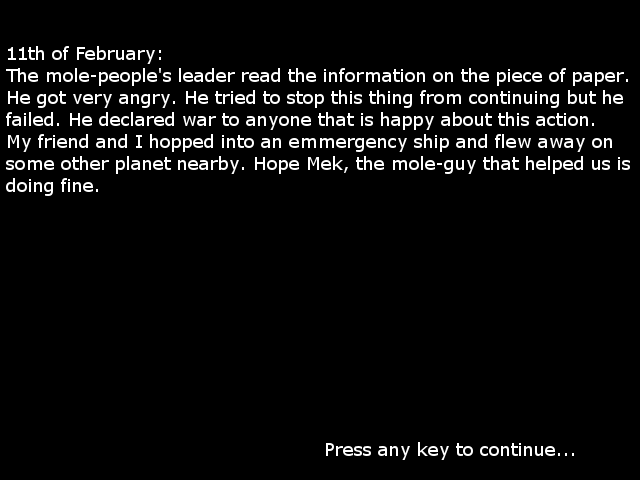 11th of February:
The mole-people's leader read the information on the piece of paper.
He got very angry. He tried to stop this thing from continuing but he
failed. He declared war to anyone that is happy about this action.
My friend and I hopped into an emmergency ship and flew away on
some other planet nearby. Hope Mek, the mole-guy that helped us is
doing fine.
Press any key to continue...